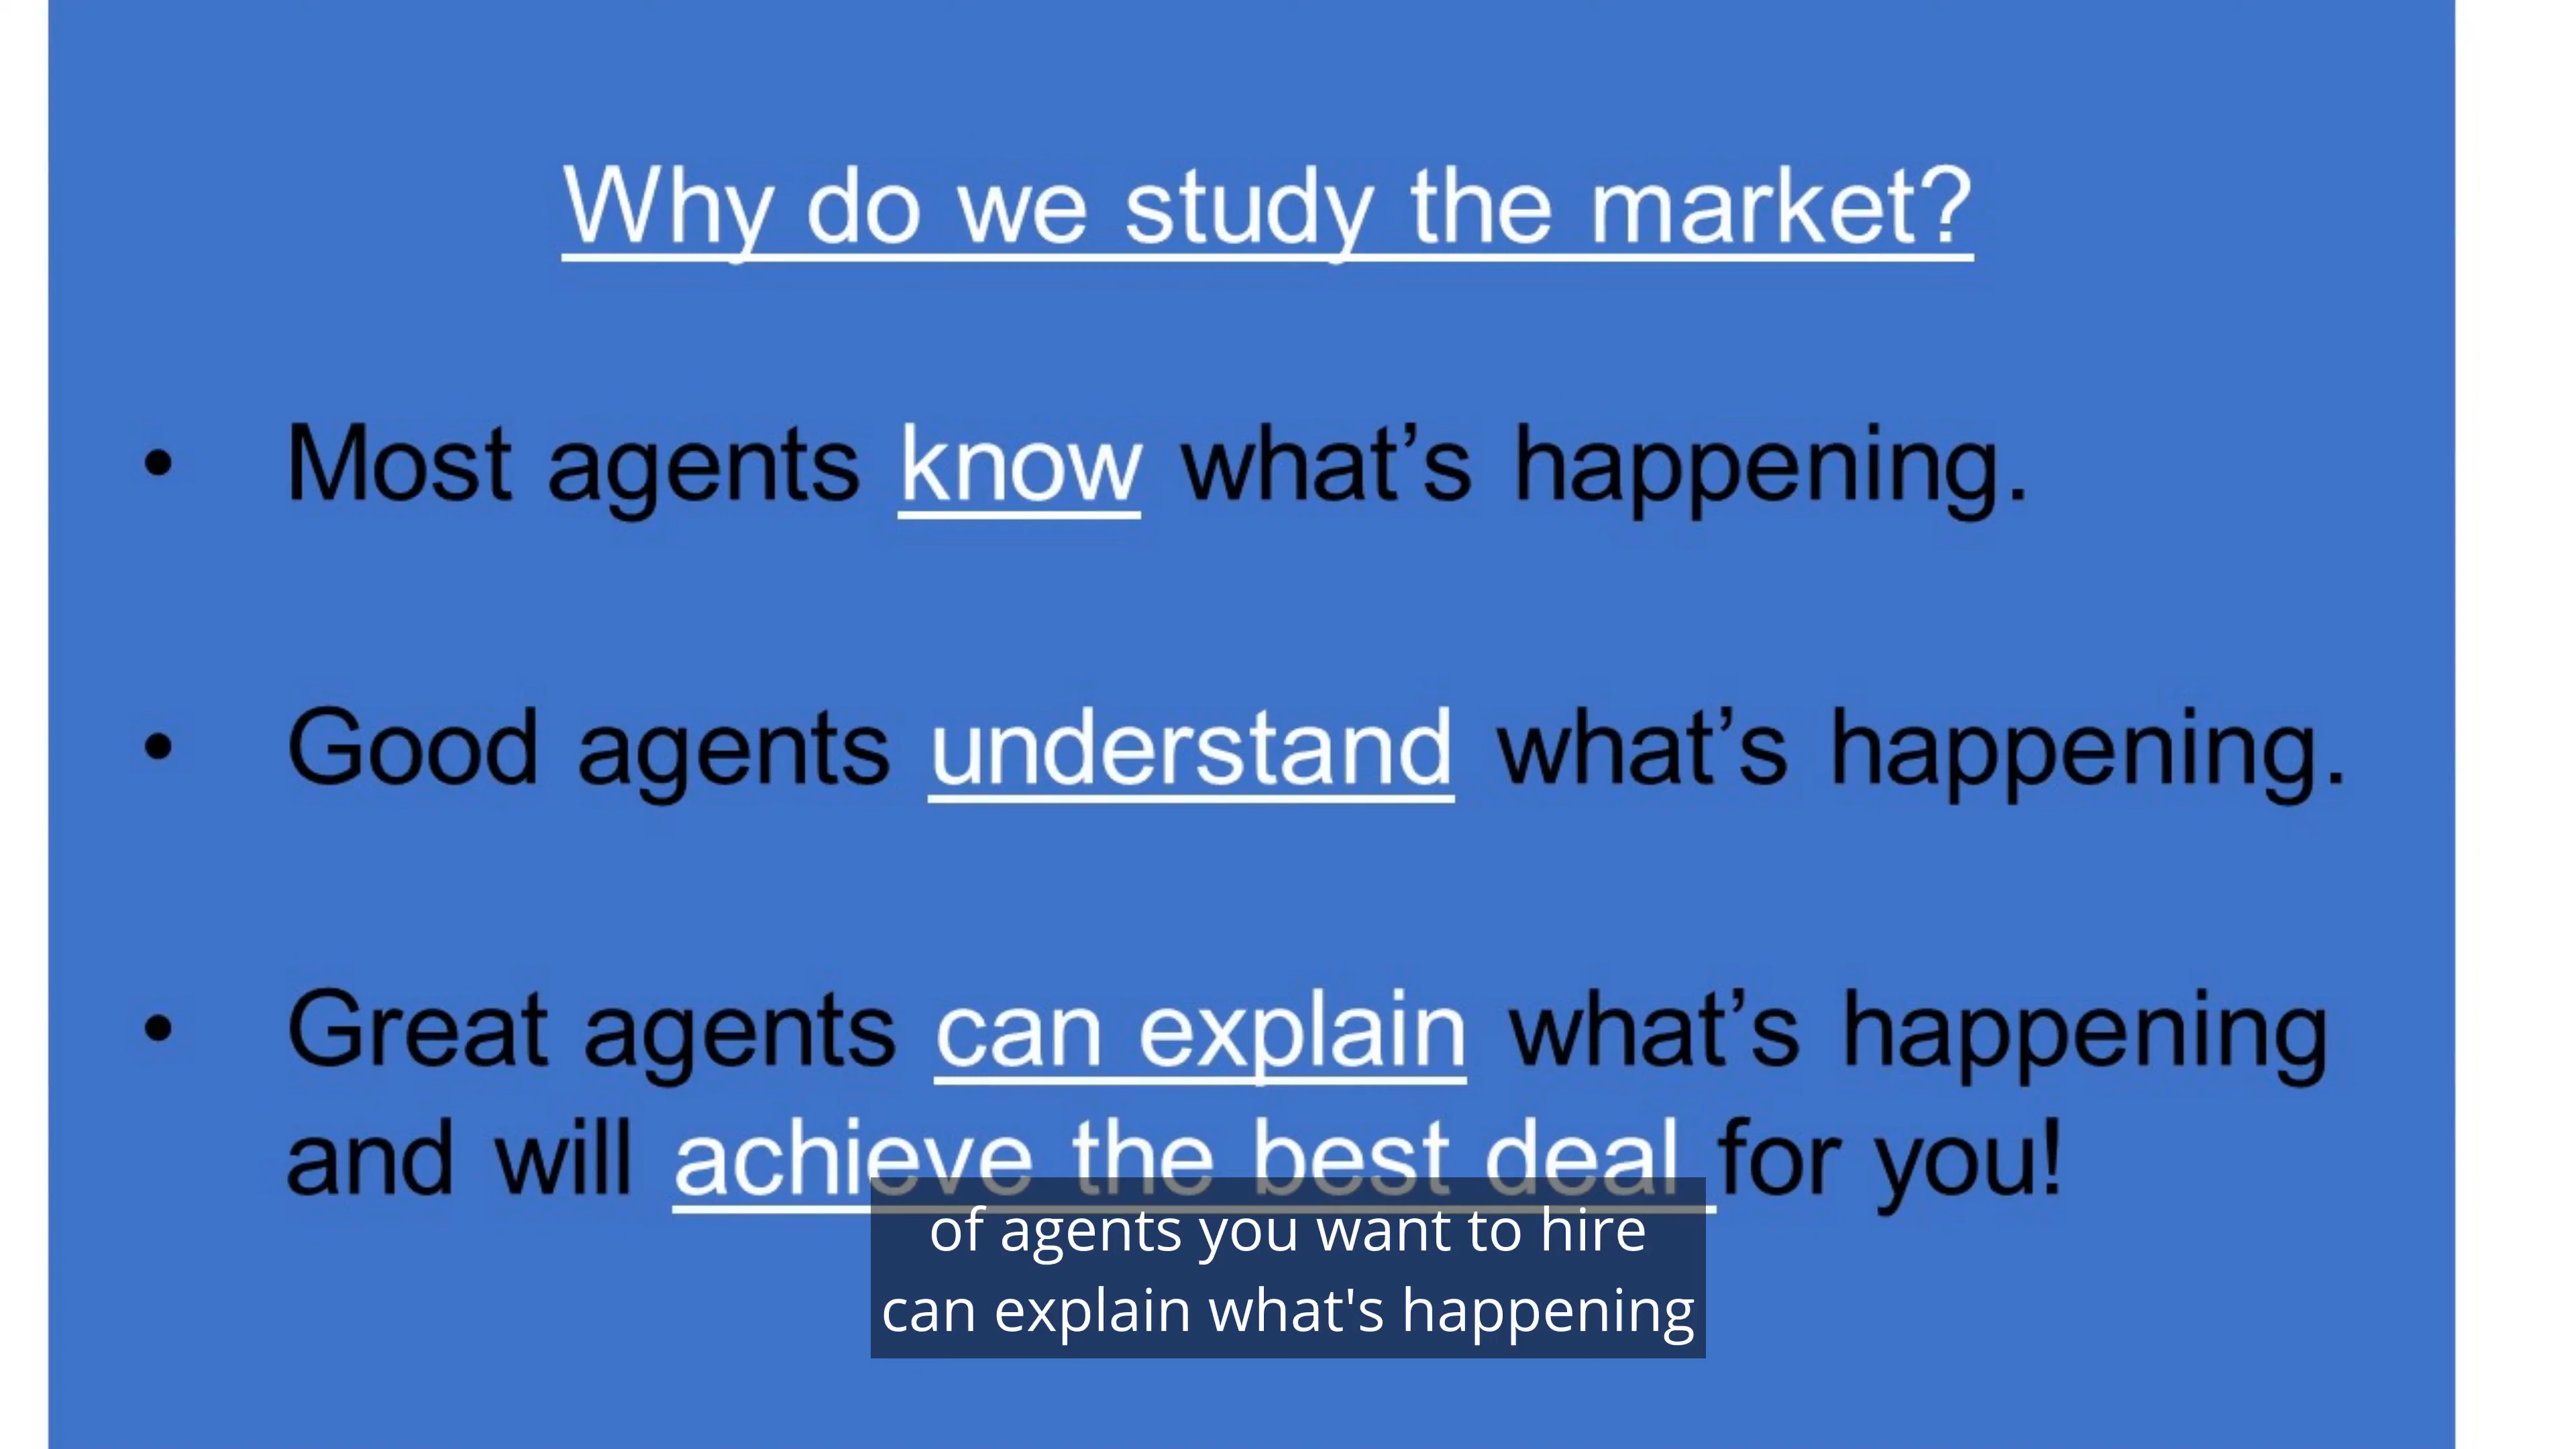 Why do we study the market?
• Most agents know what’s happening.
• Good agents understand what’s happening.
• Great agents can explain what’s happening
and will achieve the best deal for you!
of agents you want to hire
can explain what's happening